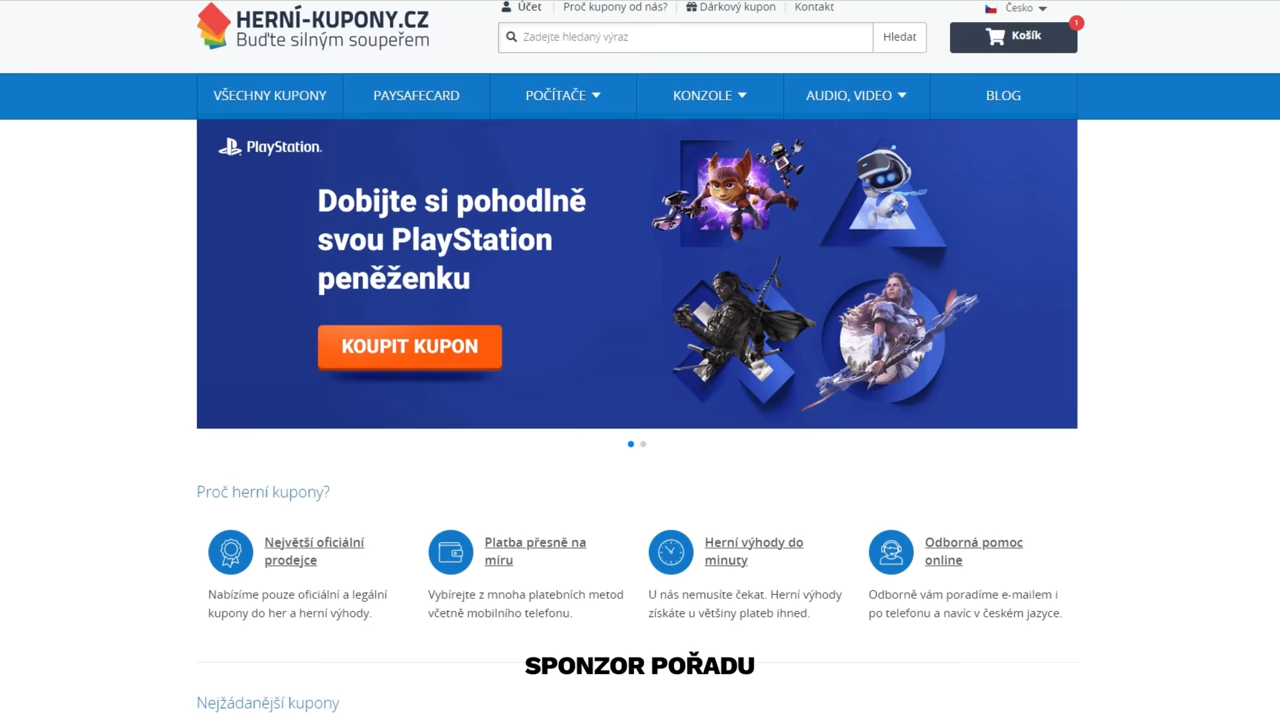 HERNÍ-KUPONY.CZ
Buďte silným soupeřem
Účet
Proč kupony od nás?
Dárkový kupon
Kontakt
Česko
Zadejte hledaný výraz
Hledat
Košík
1
VŠECHNY KUPONY
PAYSAFECARD
POČÍTAČE
KONZOLE
AUDIO, VIDEO
BLOG
PlayStation.
Dobijte si pohodlně
svou PlayStation
peněženku
KOUPIT KUPON
Proč herní kupony?
Největší oficiální
prodejce
Nabízíme pouze oficiální a legální
kupony do her a herní výhody.
Platba přesně na
míru
Vybírejte z mnoha platebních metod
včetně mobilního telefonu.
Herní výhody do
minuty
U nás nemusíte čekat. Herní výhody
získáte u většiny plateb ihned.
Odborná pomoc
online
Odborně vám poradíme e-mailem i
po telefonu a navíc v českém jazyce.
SPONZOR POŘADU
Nejžádanější kupony